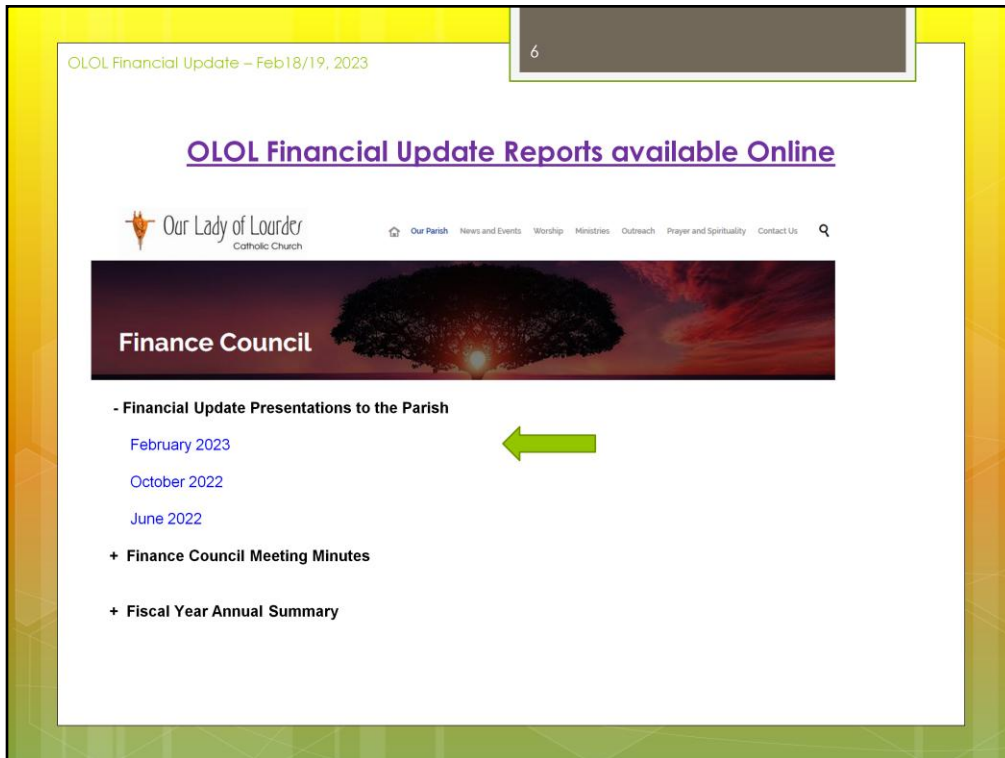 OLOL Financial Update – Feb18/19, 2023
6
OLOL Financial Update Reports available Online
Our Lady of Lourdes
Catholic Church
Our Parish News and Events Worship Ministries Outreach Prayer and Spirituality Contact Us
Finance Council
- Financial Update Presentations to the Parish
February 2023
October 2022
June 2022
+ Finance Council Meeting Minutes
+ Fiscal Year Annual Summary